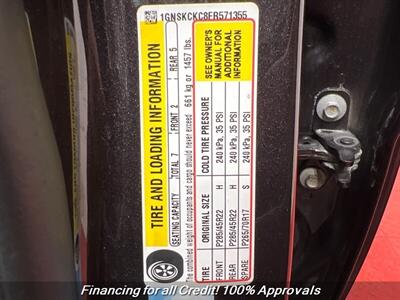 1GNSKCKC8FR571355
TIRE AND LOADING INFORMATION
SEATING CAPACITY TOTAL 7 FRONT 2 REAR 5
The combined weight of occupants and cargo should never exceed 661 kg or 1457 lbs.
TIRE ORIGINAL SIZE COLD TIRE PRESSURE
FRONT P285/45R22 H 240 kPa, 35 PSI
REAR P285/45R22 H 240 kPa, 35 PSI
SPARE P265/70R17 S 240 kPa, 35 PSI
SEE OWNER'S
MANUAL FOR
ADDITIONAL
INFORMATION
Financing for all Credit! 100% Approvals